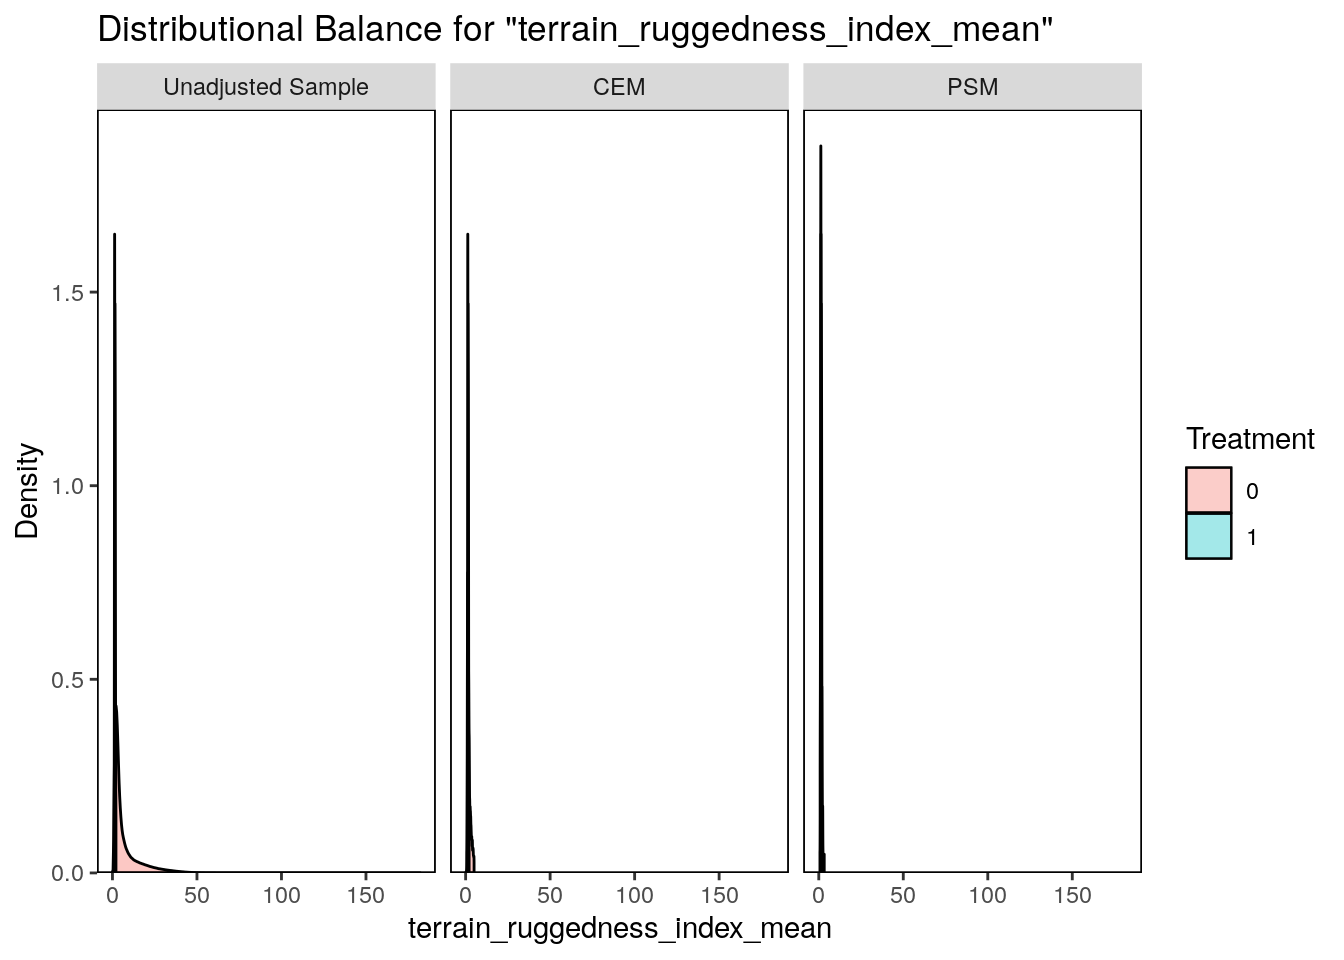 Distributional Balance for "terrain_ruggedness_index_mean"
Unadjusted Sample
CEM
PSM
Density
1.5
1.0
0.5
0.0
0 50 100 150
0 50 100 150
0 50 100 150
terrain_ruggedness_index_mean
Treatment
0
1